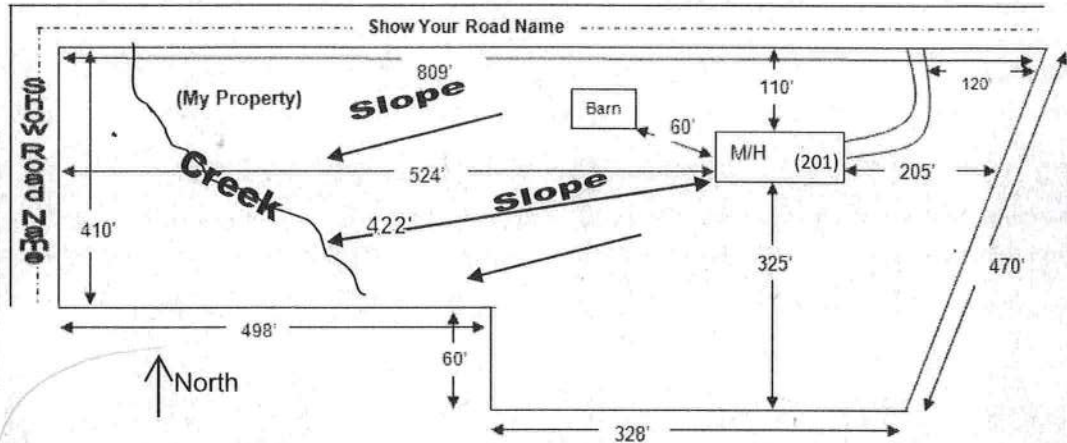 Show Your Road Name
809'
110'
120'
(My Property)
Slope
Barn
60'
M/H
(201)
Show Road Name
Creek
524'
Slope
205'
422'
410'
325'
470'
498'
60'
North
328'